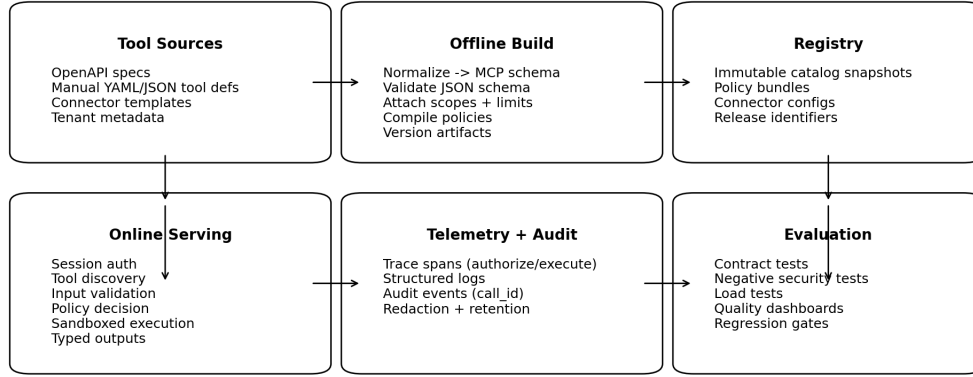 Tool Sources
OpenAPI specs
Manual YAML/JSON tool defs
Connector templates
Tenant metadata
Offline Build
Normalize -> MCP schema
Validate JSON schema
Attach scopes + limits
Compile policies
Version artifacts
Registry
Immutable catalog snapshots
Policy bundles
Connector configs
Release identifiers
Online Serving
Session auth
Tool discovery
Input validation
Policy decision
Sandboxed execution
Typed outputs
Telemetry + Audit
Trace spans (authorize/execute)
Structured logs
Audit events (call_id)
Redaction + retention
Evaluation
Contract tests
Negative security tests
Load tests
Quality dashboards
Regression gates